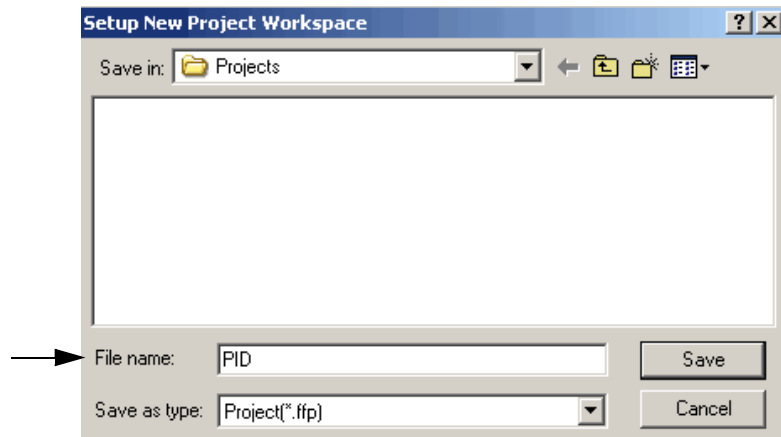 Setup New Project Workspace
Save in: Projects
File name: PID Save
Save as type: Project(*.ffp) Cancel